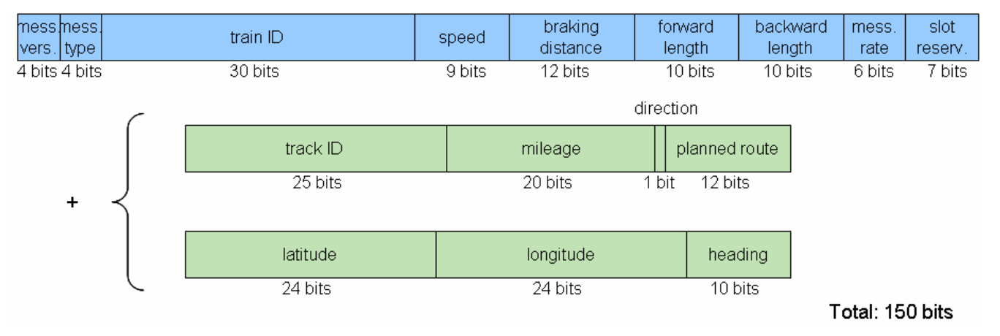 mess. mess. train ID speed braking forward backward mess. slot
vers. type distance length length rate reserv.
4 bits 4 bits 30 bits 9 bits 12 bits 10 bits 10 bits 6 bits 7 bits
direction
track ID mileage planned route
25 bits 20 bits 1 bit 12 bits
+
latitude longitude heading
24 bits 24 bits 10 bits
Total: 150 bits